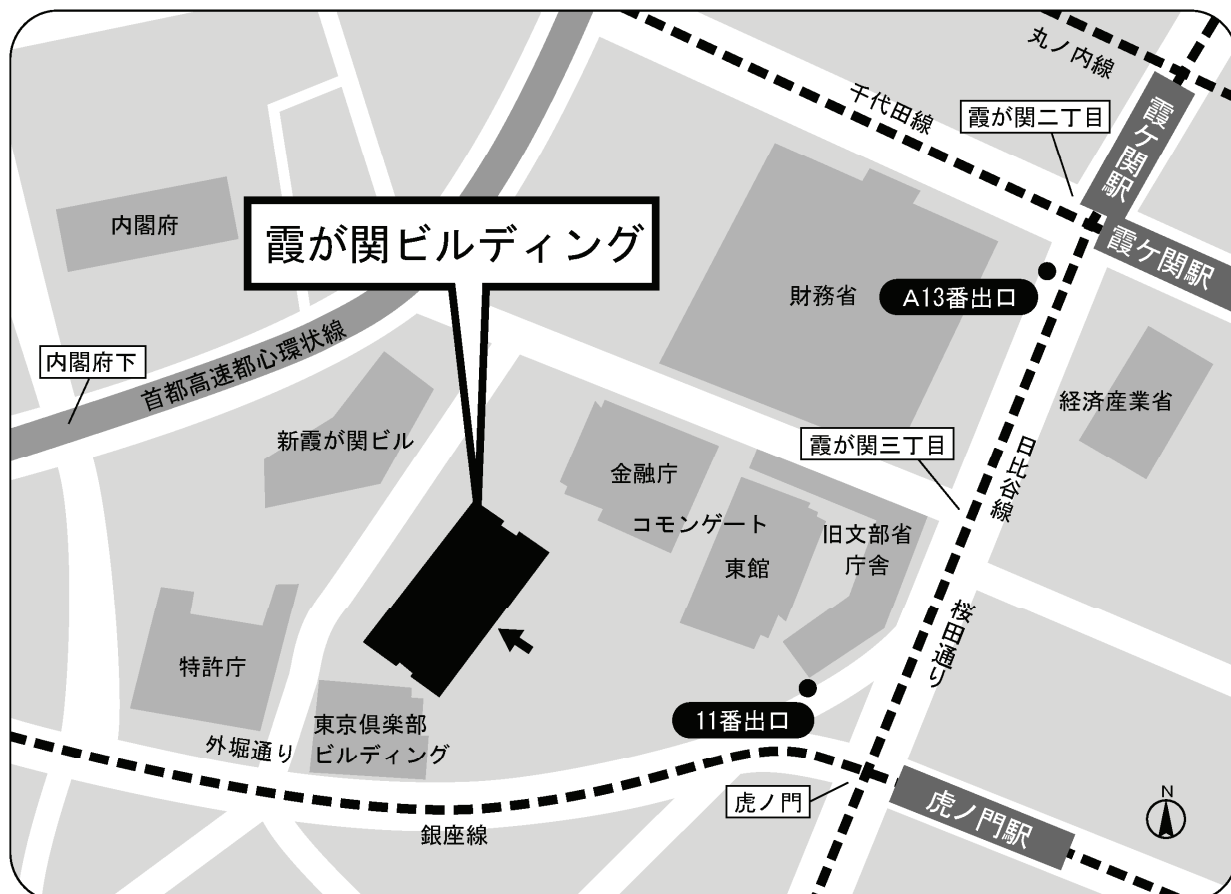 丸ノ内線
千代田線
霞が関二丁目
霞ケ関駅
霞ケ関駅
内閣府
霞が関ビルディング
財務省
A13番出口
内閣府下
首都高速都心環状線
経済産業省
新霞が関ビル
霞が関三丁目
日比谷線
金融庁
コモンゲート
東館
旧文部省
庁舎
桜田通り
特許庁
11番出口
東京倶楽部
ビルディング
外堀通り
虎ノ門
虎ノ門駅
銀座線
N